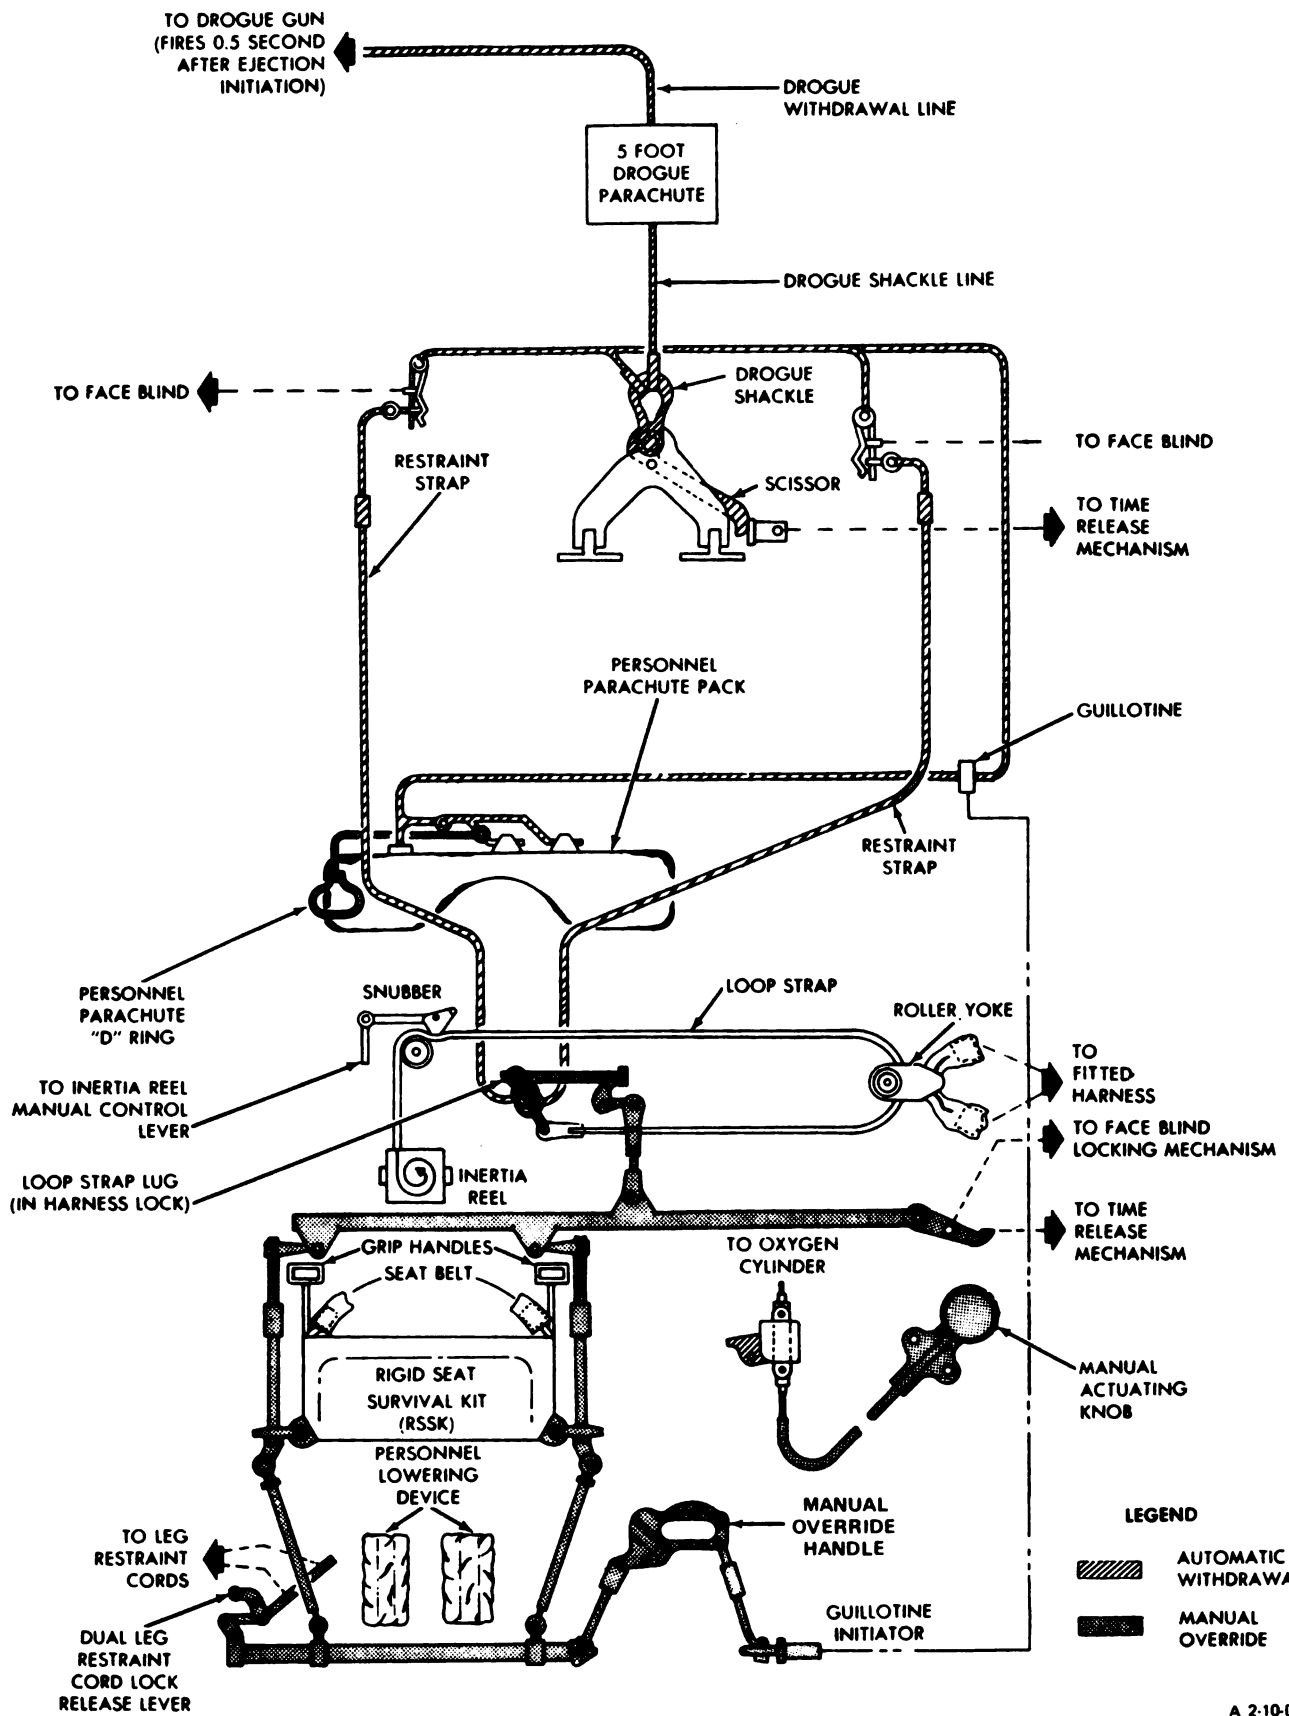 TO DROGUE GUN
(FIRES 0.5 SECOND
AFTER EJECTION
INITIATION)
DROGUE
WITHDRAWAL LINE
5 FOOT
DROGUE
PARACHUTE
DROGUE SHACKLE LINE
TO FACE BLIND
DROGUE
SHACKLE
TO FACE BLIND
RESTRAINT
STRAP
SCISSOR
TO TIME
RELEASE
MECHANISM
PERSONNEL
PARACHUTE PACK
GUILLOTINE
RESTRAINT
STRAP
PERSONNEL
PARACHUTE
"D" RING
SNUBBER
LOOP STRAP
ROLLER YOKE
TO
FITTED
HARNESS
TO INERTIA REEL
MANUAL CONTROL
LEVER
TO FACE BLIND
LOCKING MECHANISM
LOOP STRAP LUG
(IN HARNESS LOCK)
INERTIA
REEL
TO TIME
RELEASE
MECHANISM
GRIP HANDLES
SEAT BELT
TO OXYGEN
CYLINDER
RIGID SEAT
SURVIVAL KIT
(RSSK)
MANUAL
ACTUATING
KNOB
PERSONNEL
LOWERING
DEVICE
MANUAL
OVERRIDE
HANDLE
TO LEG
RESTRAINT
CORDS
LEGEND
AUTOMATIC
WITHDRAWA
MANUAL
OVERRIDE
GUILLOTINE
INITIATOR
DUAL LEG
RESTRAINT
CORD LOCK
RELEASE LEVER
A 2-10-